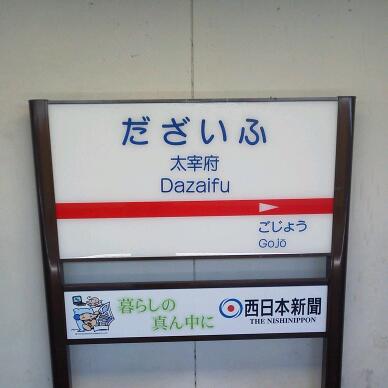 だざいふ
太宰府
Dazaifu
ごじょう
Gojō
暮らしの
真ん中に
西日本新聞
THE NISHINIPPON